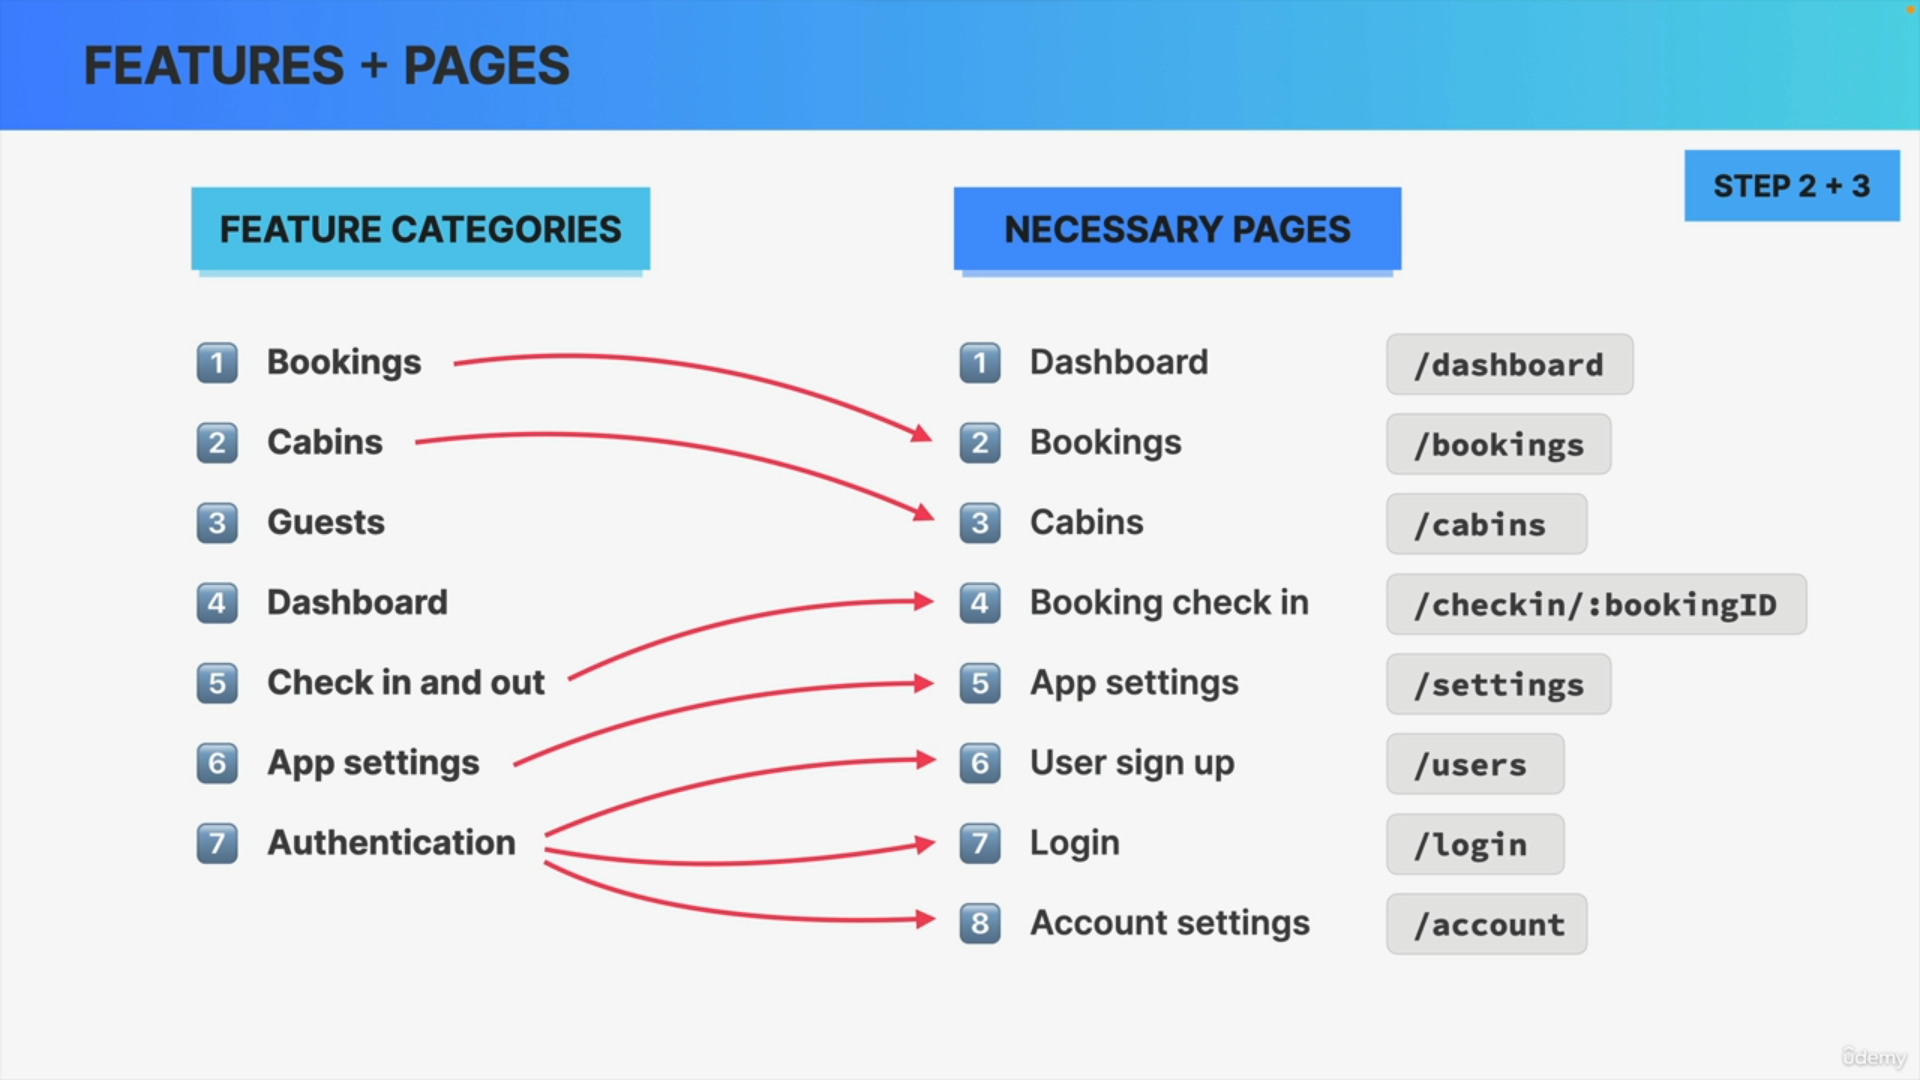 FEATURES + PAGES
STEP 2 + 3
FEATURE CATEGORIES
1 Bookings
2 Cabins
3 Guests
4 Dashboard
5 Check in and out
6 App settings
7 Authentication
NECESSARY PAGES
1 Dashboard /dashboard
2 Bookings /bookings
3 Cabins /cabins
4 Booking check in /checkin/:bookingID
5 App settings /settings
6 User sign up /users
7 Login /login
8 Account settings /account
ûdemy